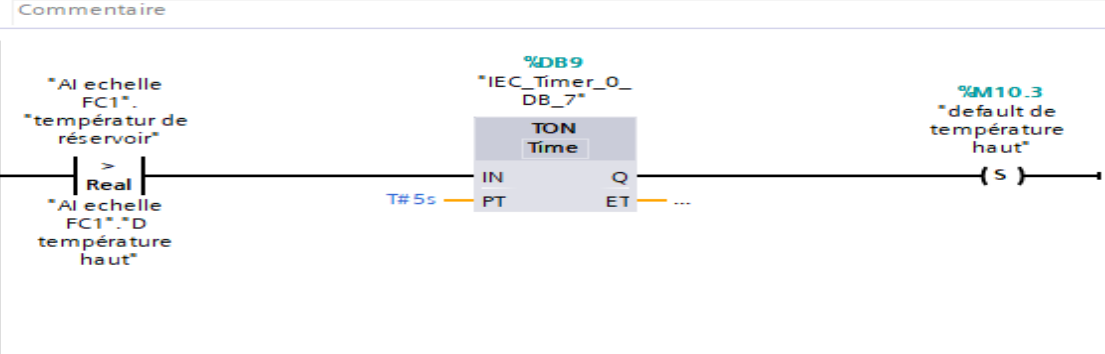 Commentaire
"AI echelle
FC1".
"températur de
réservoir"
>
Real
"AI echelle
FC1"."D
température
haut"
%DB9
"IEC_Timer_0_
DB_7"
TON
Time
IN Q
T#5s PT ET ...
%M10.3
"default de
température
haut"
S